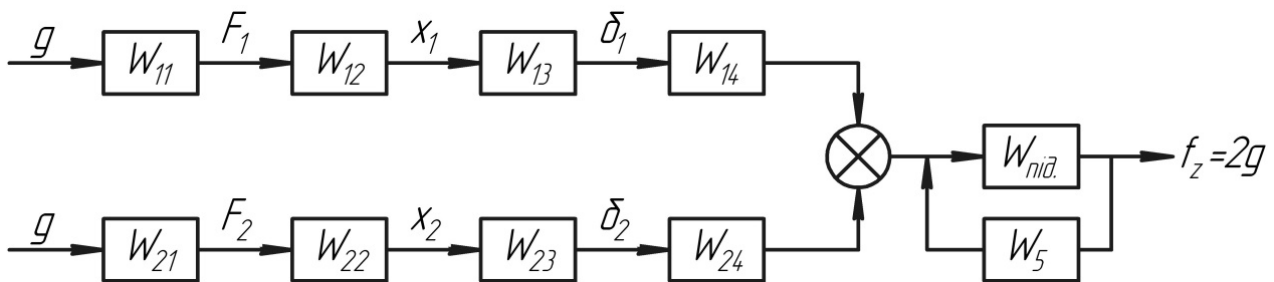 g F₁ x₁ δ₁
W₁₁ W₁₂ W₁₃ W₁₄
Wпід. f_z=2g
g F₂ x₂ δ₂
W₂₁ W₂₂ W₂₃ W₂₄ W₅